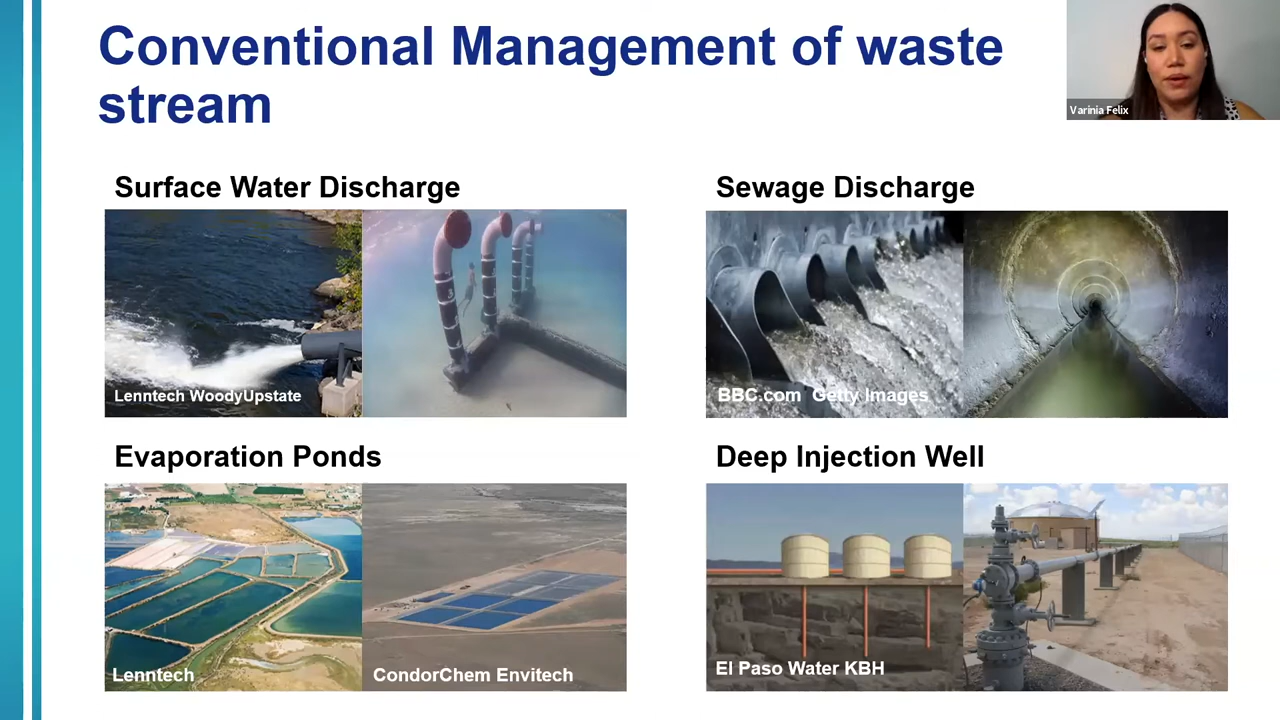 Conventional Management of waste
stream
Varinia Felix
Surface Water Discharge
Sewage Discharge
Lenntech WoodyUpstate
BBC.com Getty Images
Evaporation Ponds
Deep Injection Well
Lenntech
CondorChem Envitech
El Paso Water KBH